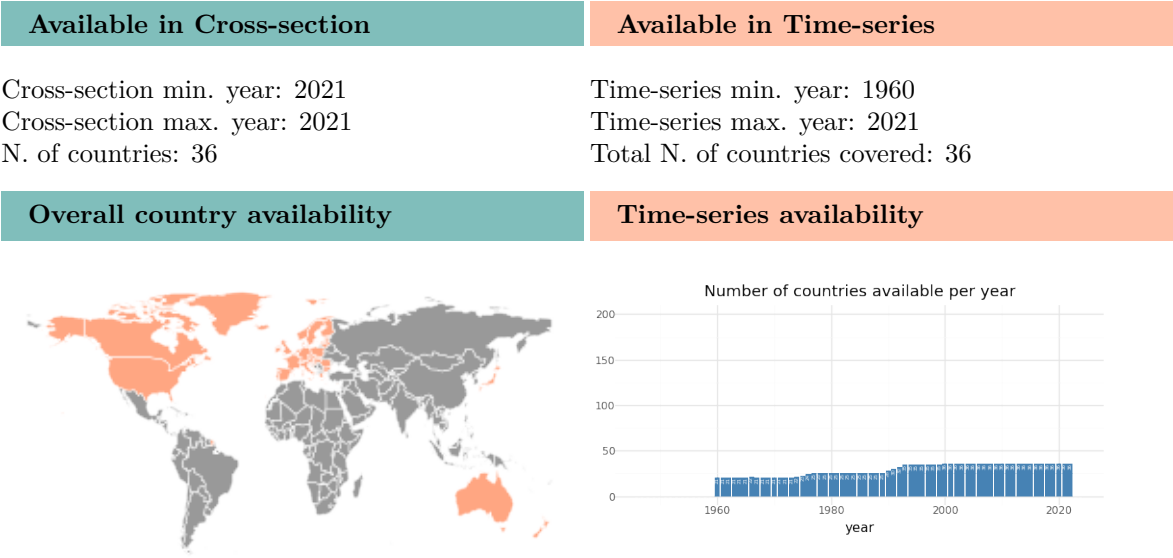 Available in Cross-section
Available in Time-series
Cross-section min. year: 2021
Cross-section max. year: 2021
N. of countries: 36
Time-series min. year: 1960
Time-series max. year: 2021
Total N. of countries covered: 36
Overall country availability
Time-series availability
Number of countries available per year
200
150
100
50
0
1960
1980
2000
2020
year